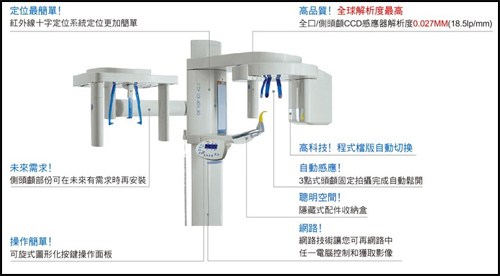 定位最簡單!
紅外線十字定位系統定位更加簡單
高品質! 全球解析度最高
全口/側頭顱CCD感應器解析度0.027MM(18.5lp/mm)
高科技! 程式檔版自動切換
未來需求!
側頭顱部份可在未來有需求時再安裝
自動感應!
3點式頭顱固定拍攝完成自動鬆開
聰明空間!
隱藏式配件收納盒
操作簡單!
可旋式圖形化按鍵操作面板
網路!
網路技術讓您可再網路中
任一電腦控制和獲取影像